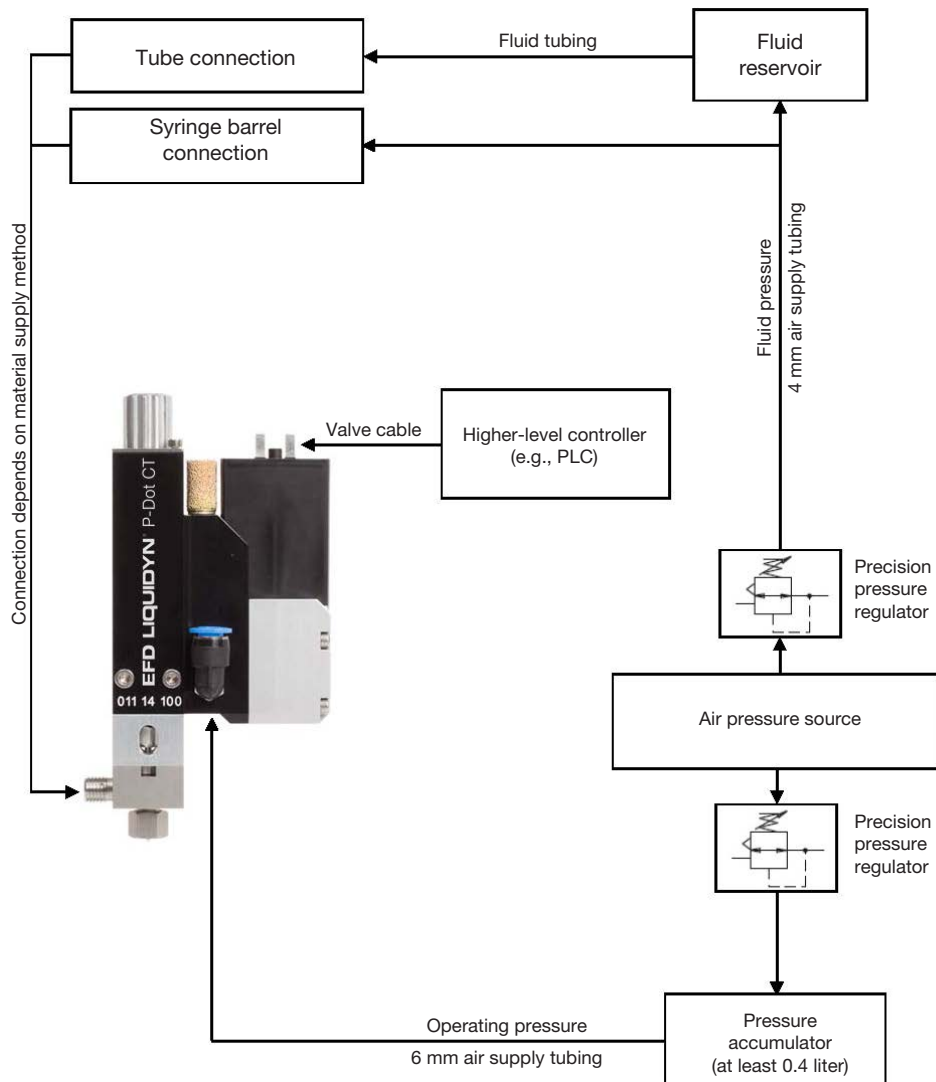 Tube connection
Fluid tubing
Fluid
reservoir
Syringe barrel
connection
Connection depends on material supply method
Fluid pressure
4 mm air supply tubing
Valve cable
Higher-level controller
(e.g., PLC)
EFD LIQUIDYN® P-Dot CT
011 14 100
Precision
pressure
regulator
Air pressure source
Precision
pressure
regulator
Operating pressure
6 mm air supply tubing
Pressure
accumulator
(at least 0.4 liter)